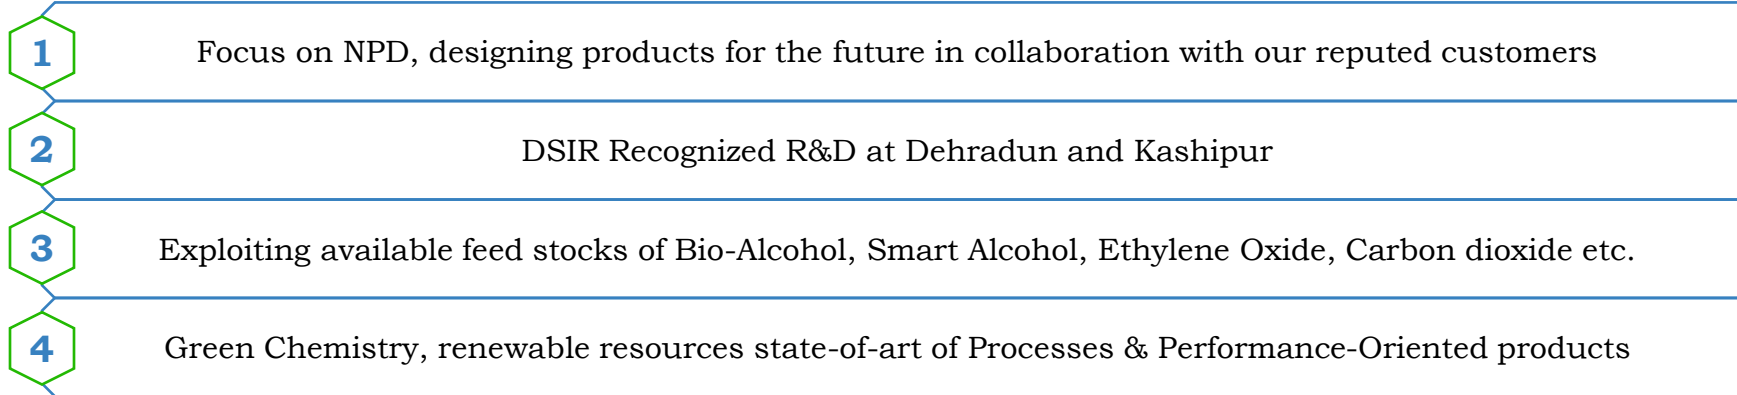 1
Focus on NPD, designing products for the future in collaboration with our reputed customers
2
DSIR Recognized R&D at Dehradun and Kashipur
3
Exploiting available feed stocks of Bio-Alcohol, Smart Alcohol, Ethylene Oxide, Carbon dioxide etc.
4
Green Chemistry, renewable resources state-of-art of Processes & Performance-Oriented products